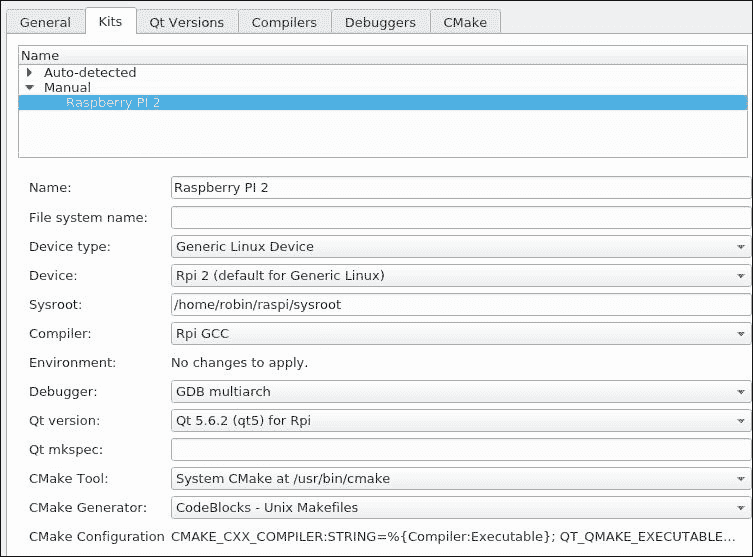 General Kits Qt Versions Compilers Debuggers CMake
Name
Auto-detected
Manual
Raspberry PI 2
Name: Raspberry PI 2
File system name:
Device type: Generic Linux Device
Device: Rpi 2 (default for Generic Linux)
Sysroot: /home/robin/raspi/sysroot
Compiler: Rpi GCC
Environment: No changes to apply.
Debugger: GDB multiarch
Qt version: Qt 5.6.2 (qt5) for Rpi
Qt mkspec:
CMake Tool: System CMake at /usr/bin/cmake
CMake Generator: CodeBlocks - Unix Makefiles
CMake Configuration CMAKE_CXX_COMPILER:STRING=%{Compiler:Executable}; QT_QMAKE_EXECUTABLE...